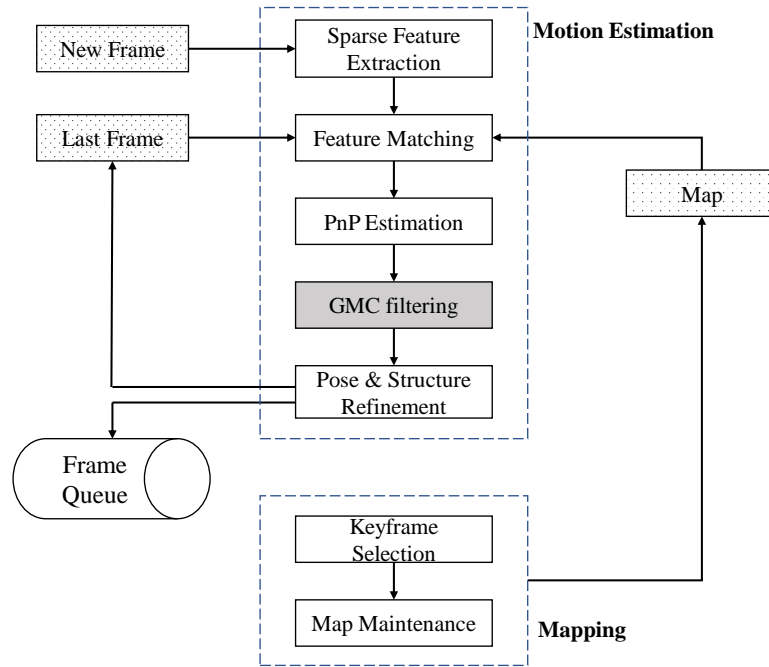 New Frame
Sparse Feature
Extraction
Motion Estimation
Last Frame
Feature Matching
Map
PnP Estimation
GMC filtering
Pose & Structure
Refinement
Frame
Queue
Keyframe
Selection
Map Maintenance
Mapping